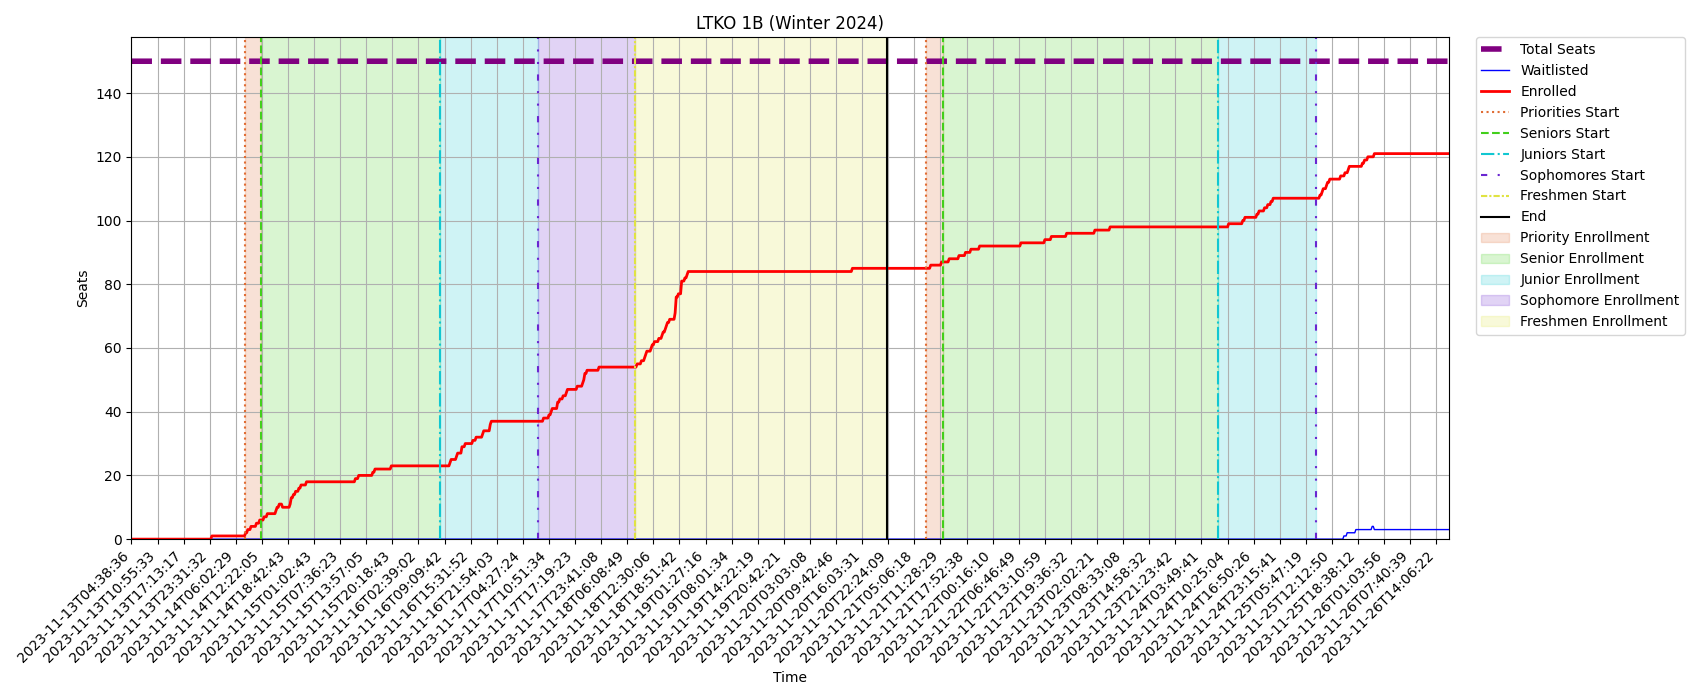 LTKO 1B (Winter 2024)
Seats
140
120
100
80
60
40
20
0
2023-11-13T04:38:36
2023-11-13T10:55:33
2023-11-13T17:13:17
2023-11-13T23:31:32
2023-11-14T06:02:29
2023-11-14T12:22:05
2023-11-14T18:42:43
2023-11-15T01:02:43
2023-11-15T07:36:23
2023-11-15T13:57:05
2023-11-15T20:18:43
2023-11-16T02:39:02
2023-11-16T09:09:42
2023-11-16T15:31:52
2023-11-16T21:54:03
2023-11-17T04:27:24
2023-11-17T10:51:34
2023-11-17T17:19:23
2023-11-17T23:41:08
2023-11-18T06:08:49
2023-11-18T12:30:06
2023-11-18T18:51:42
2023-11-19T01:27:16
2023-11-19T08:01:34
2023-11-19T14:22:19
2023-11-19T20:42:21
2023-11-20T03:03:08
2023-11-20T09:42:46
2023-11-20T16:03:31
2023-11-20T22:24:09
2023-11-21T05:06:18
2023-11-21T11:28:29
2023-11-21T17:52:38
2023-11-22T00:16:10
2023-11-22T06:46:49
2023-11-22T13:10:59
2023-11-22T19:36:32
2023-11-23T02:02:21
2023-11-23T08:33:08
2023-11-23T14:58:32
2023-11-23T21:23:42
2023-11-24T03:49:41
2023-11-24T10:25:04
2023-11-24T16:50:26
2023-11-24T23:15:41
2023-11-25T05:47:19
2023-11-25T12:12:50
2023-11-25T18:38:12
2023-11-26T01:03:56
2023-11-26T07:40:39
2023-11-26T14:06:22
Time
Total Seats
Waitlisted
Enrolled
Priorities Start
Seniors Start
Juniors Start
Sophomores Start
Freshmen Start
End
Priority Enrollment
Senior Enrollment
Junior Enrollment
Sophomore Enrollment
Freshmen Enrollment